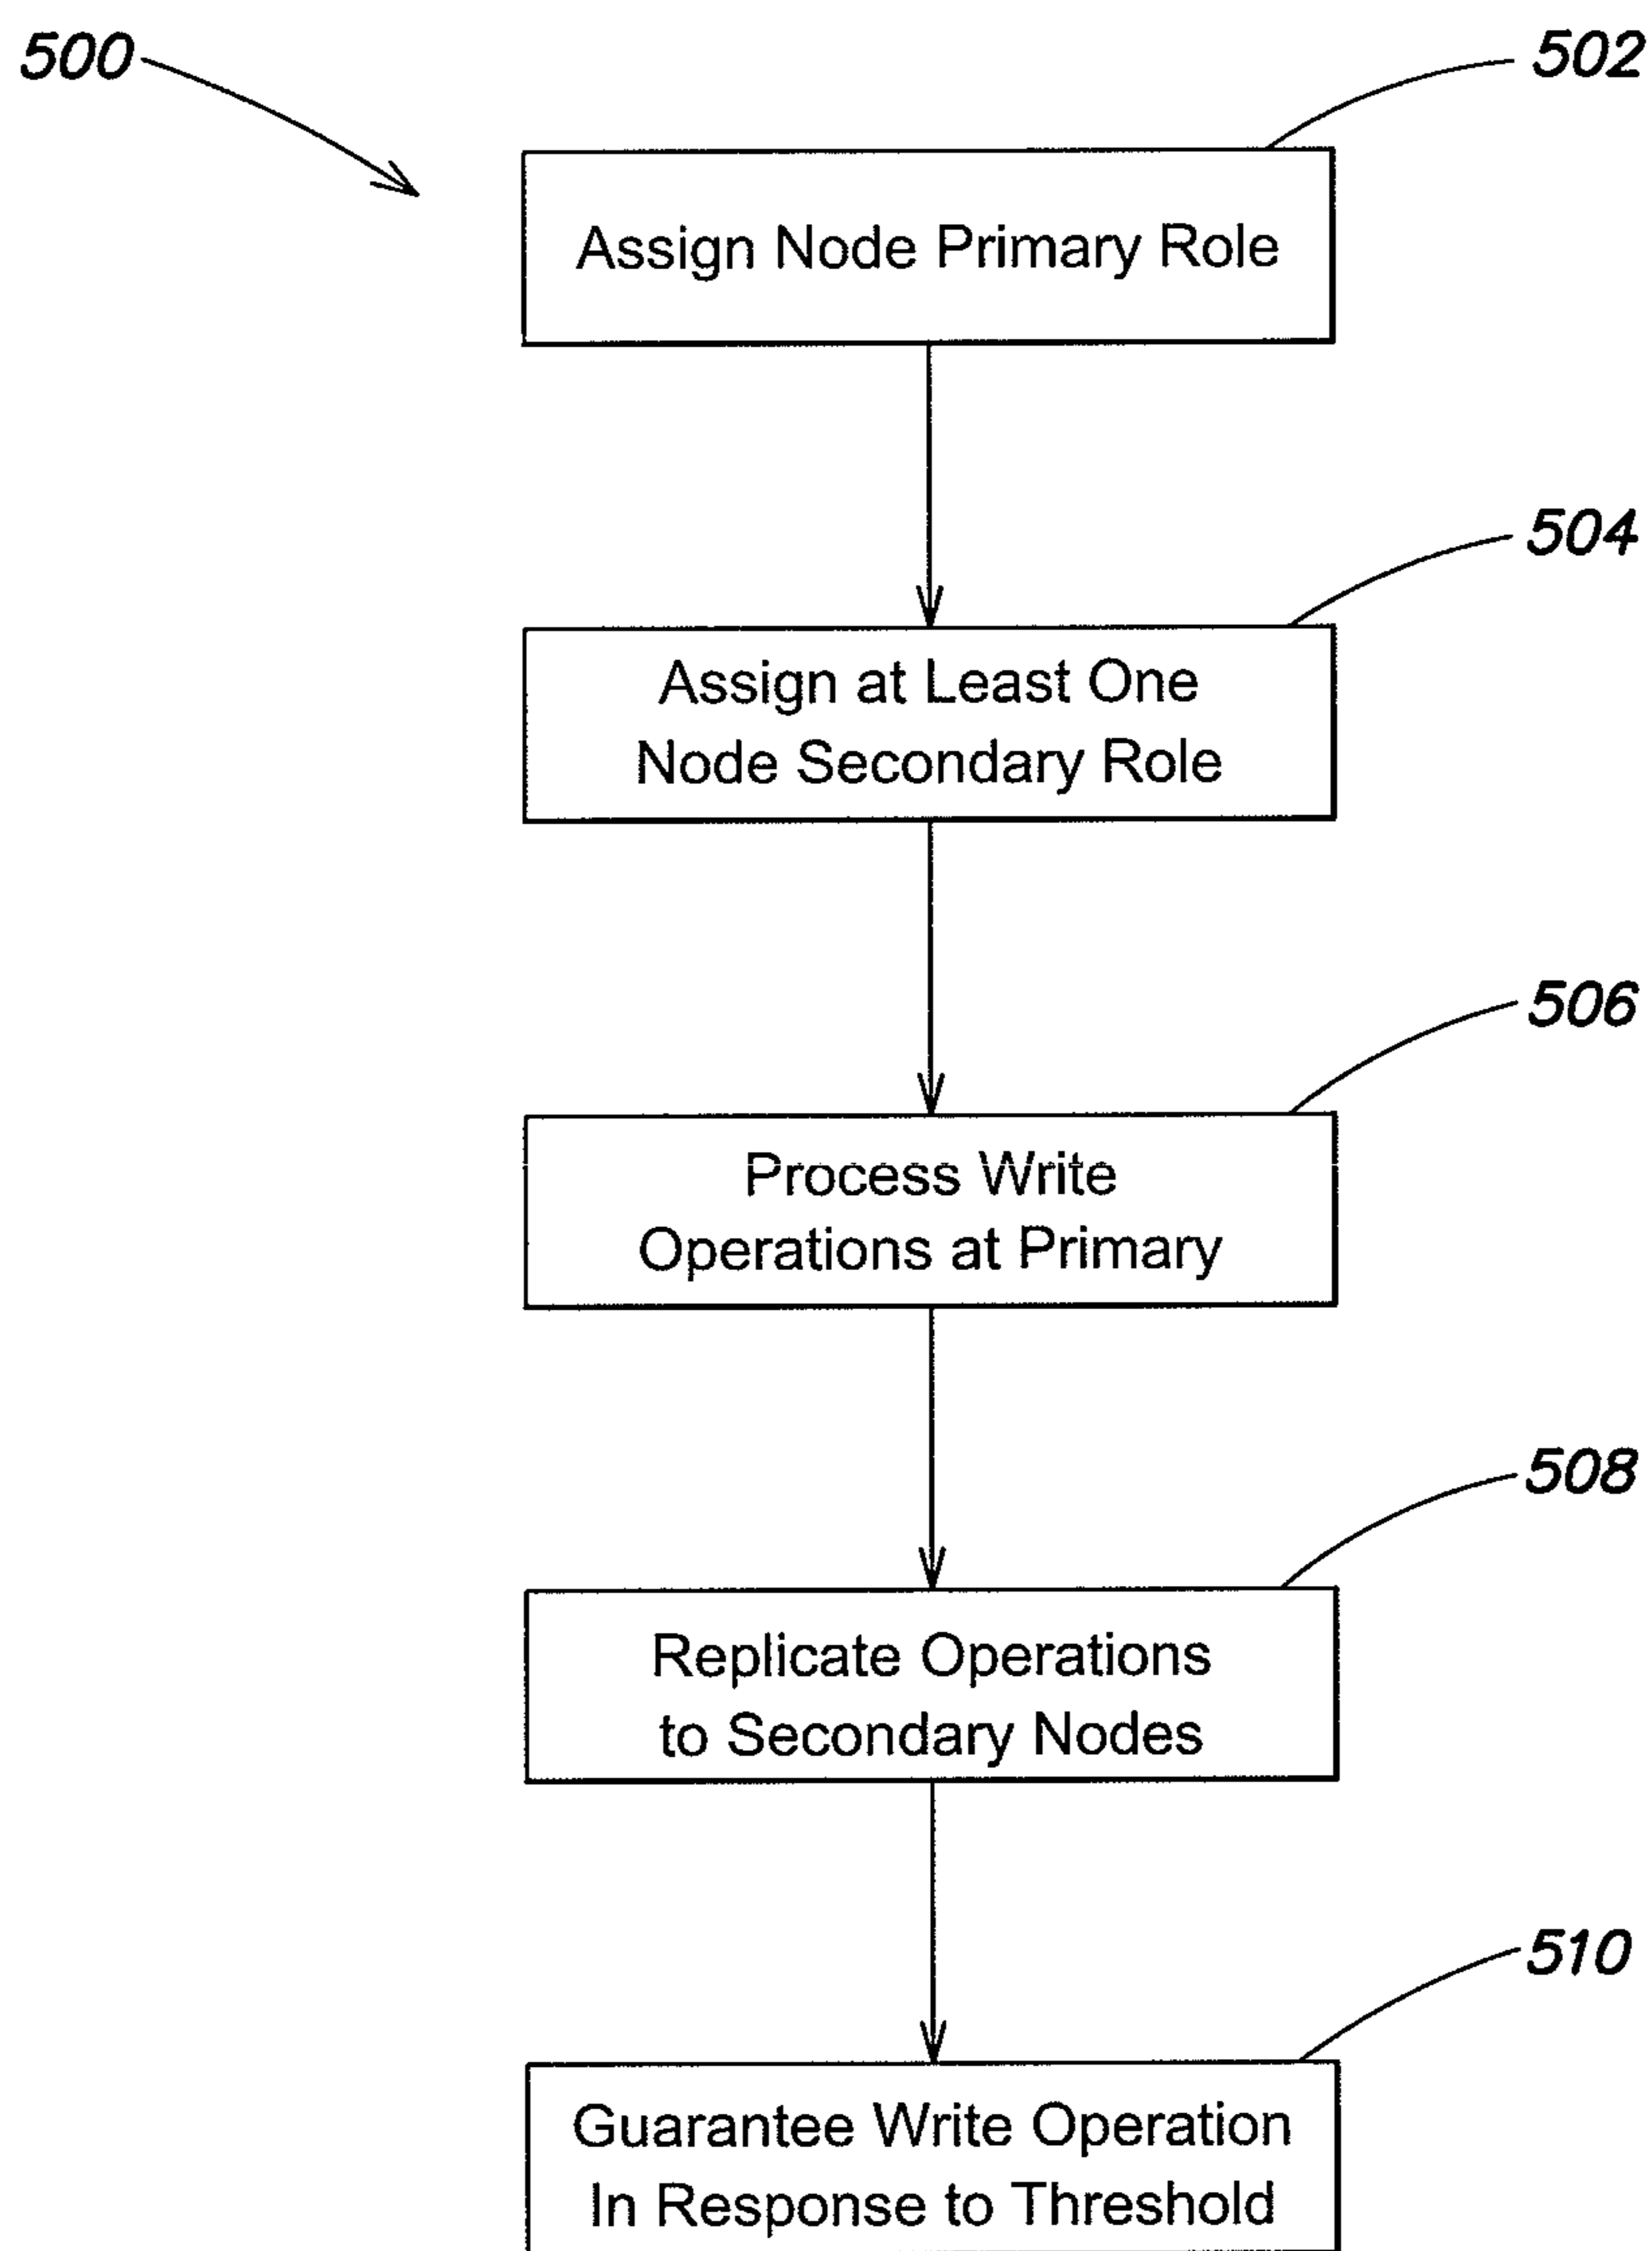 500
502
Assign Node Primary Role
504
Assign at Least One
Node Secondary Role
506
Process Write
Operations at Primary
508
Replicate Operations
to Secondary Nodes
510
Guarantee Write Operation
In Response to Threshold